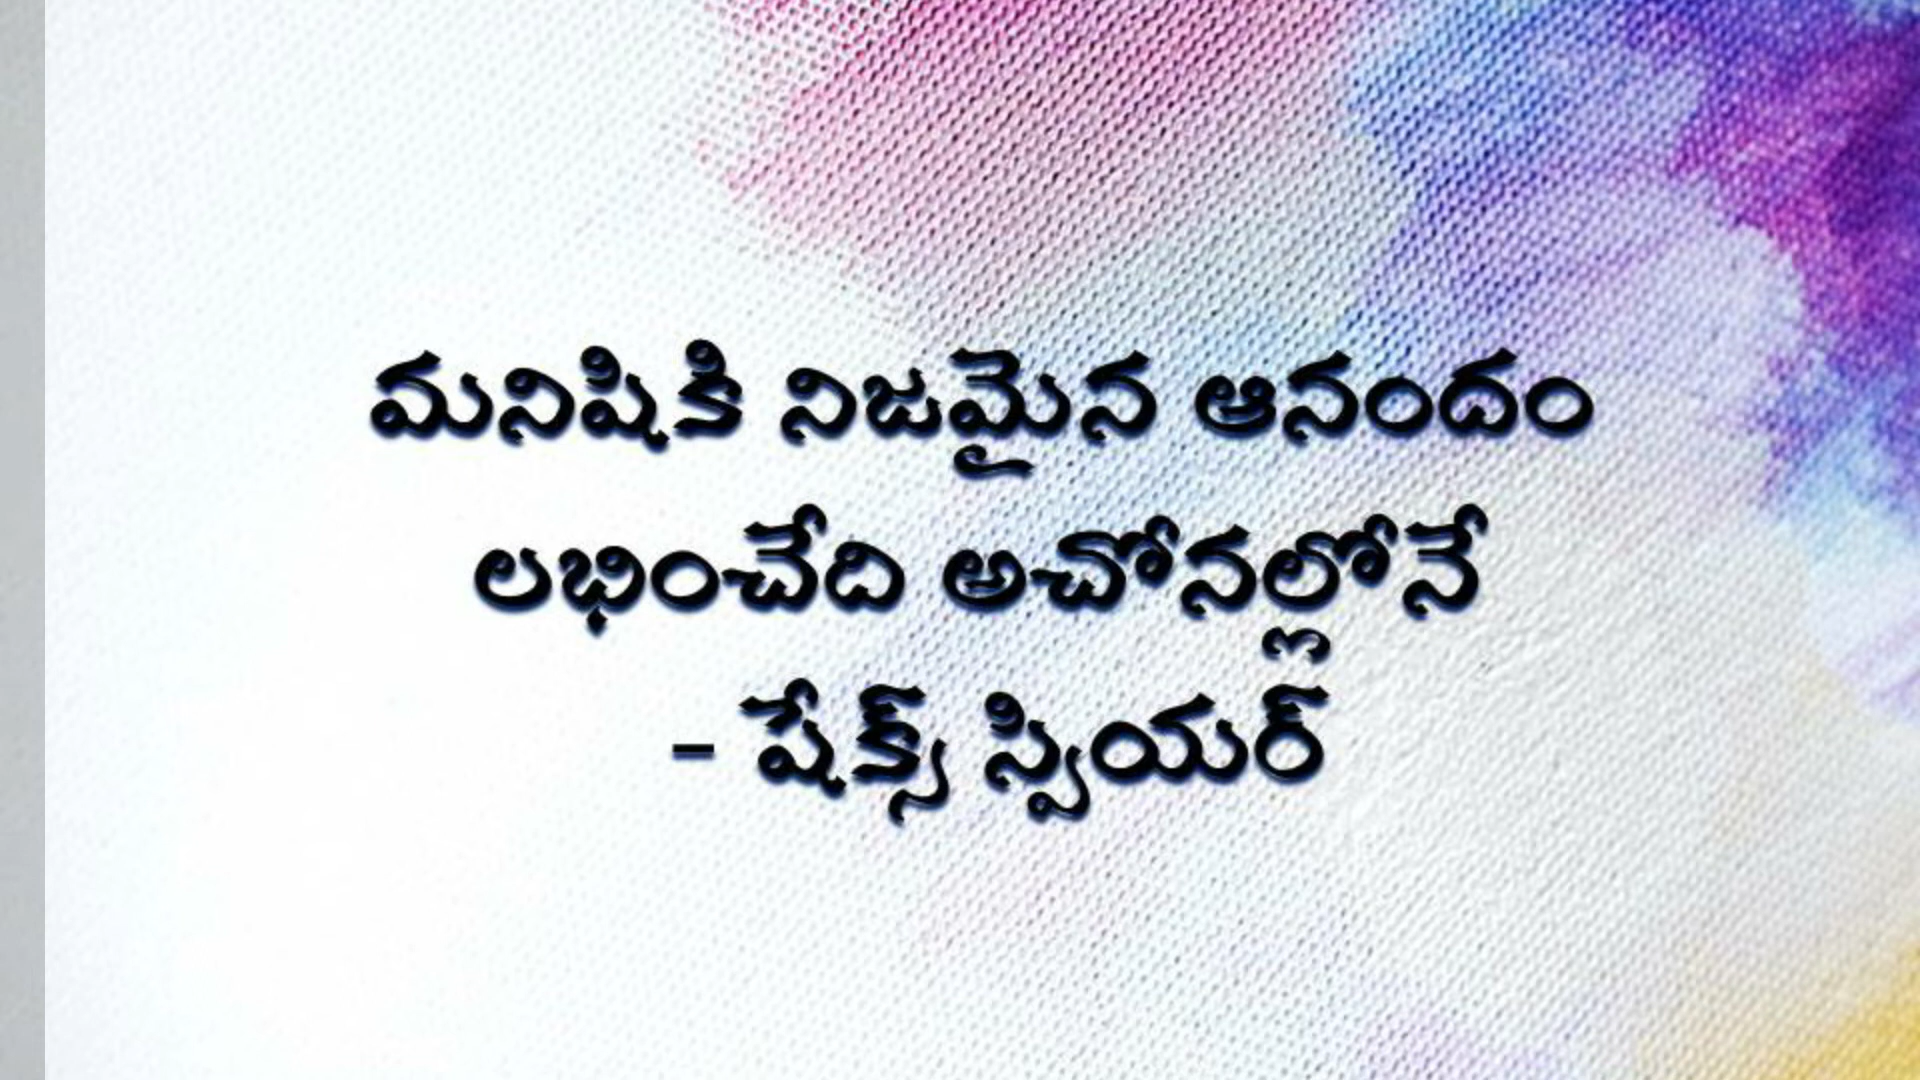 మనిషికి నిజమైన ఆనందం
లభించేది అచోనల్లోనే
- షేక్స్ స్పియర్